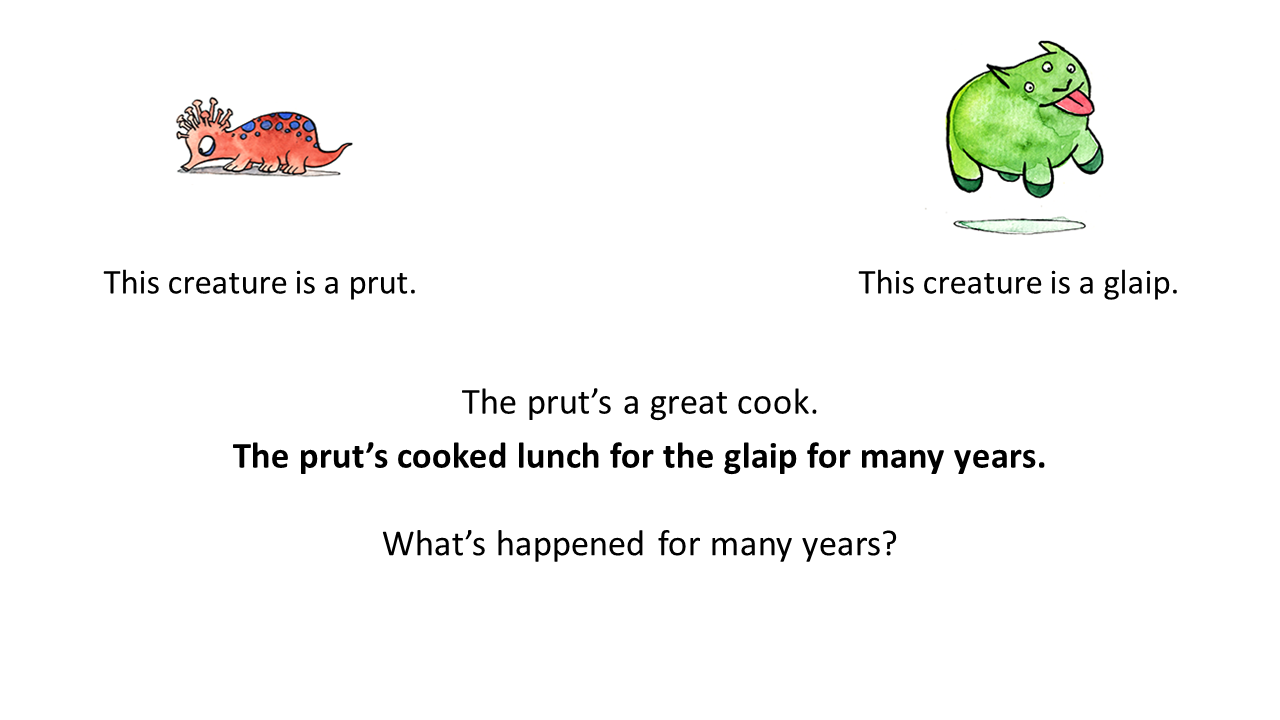 This creature is a prut.
This creature is a glaip.
The prut’s a great cook.
The prut’s cooked lunch for the glaip for many years.
What’s happened for many years?